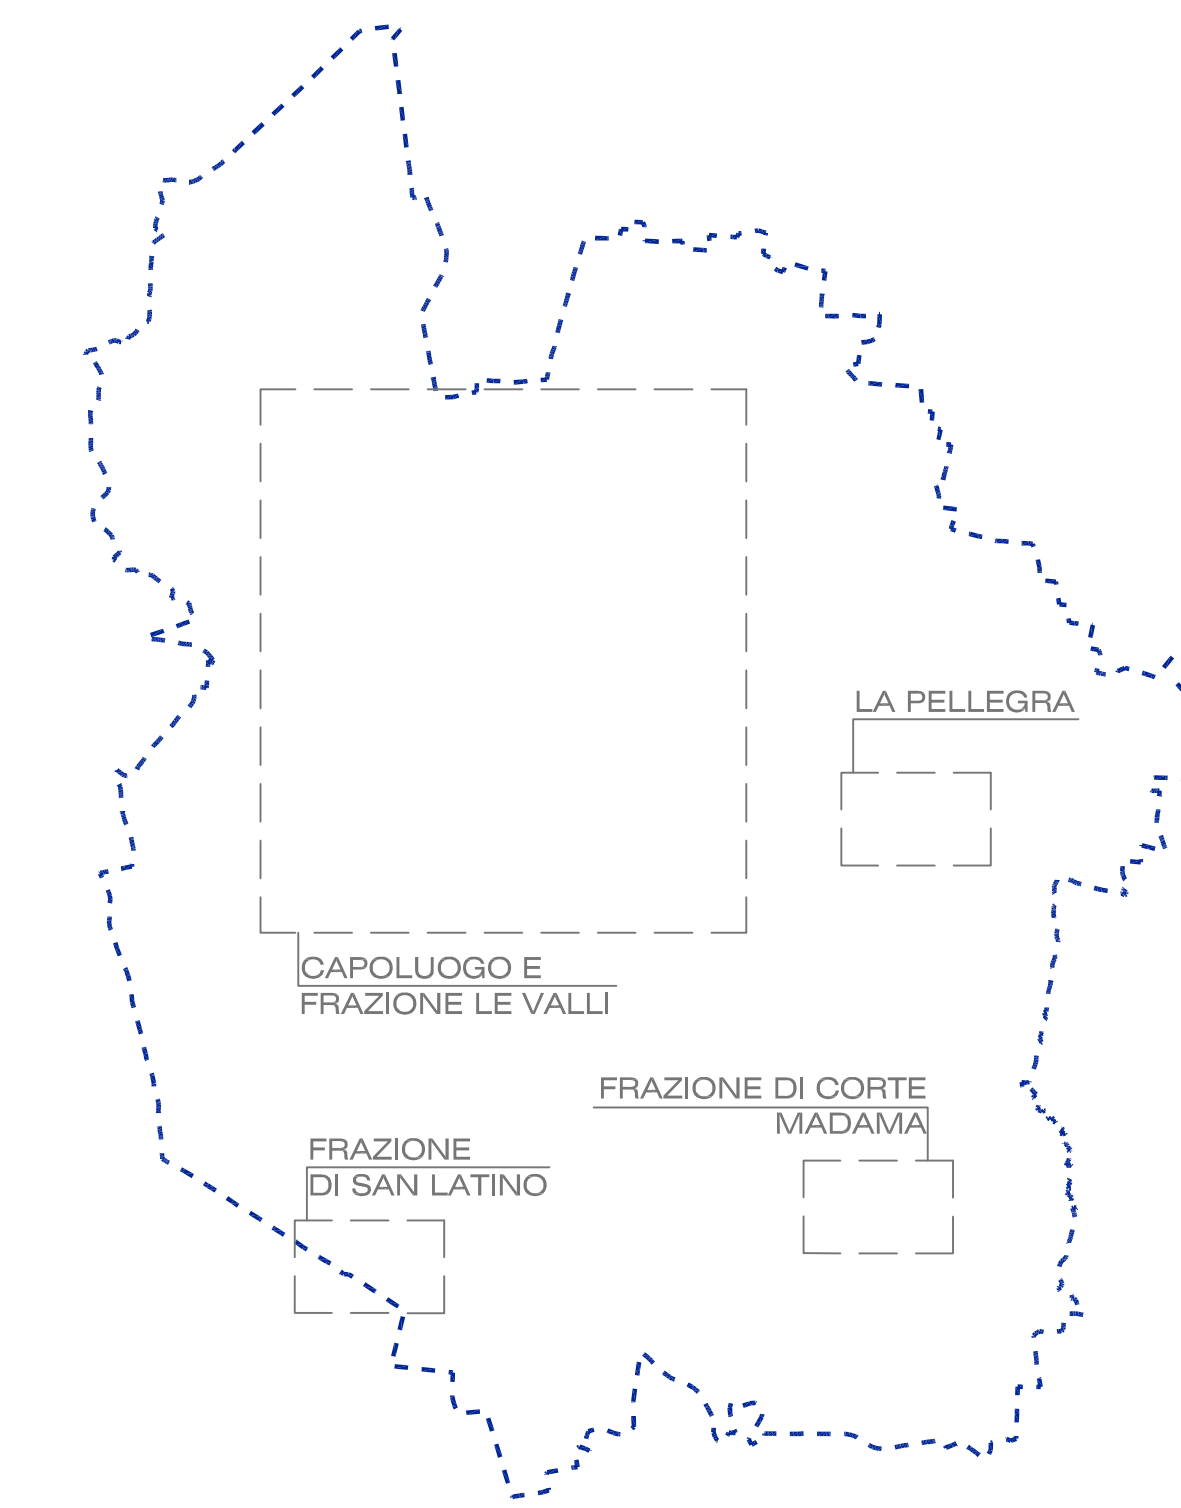 LA PELLEGRA
CAPOLUOGO E
FRAZIONE LE VALLI
FRAZIONE DI CORTE
MADAMA
FRAZIONE
DI SAN LATINO